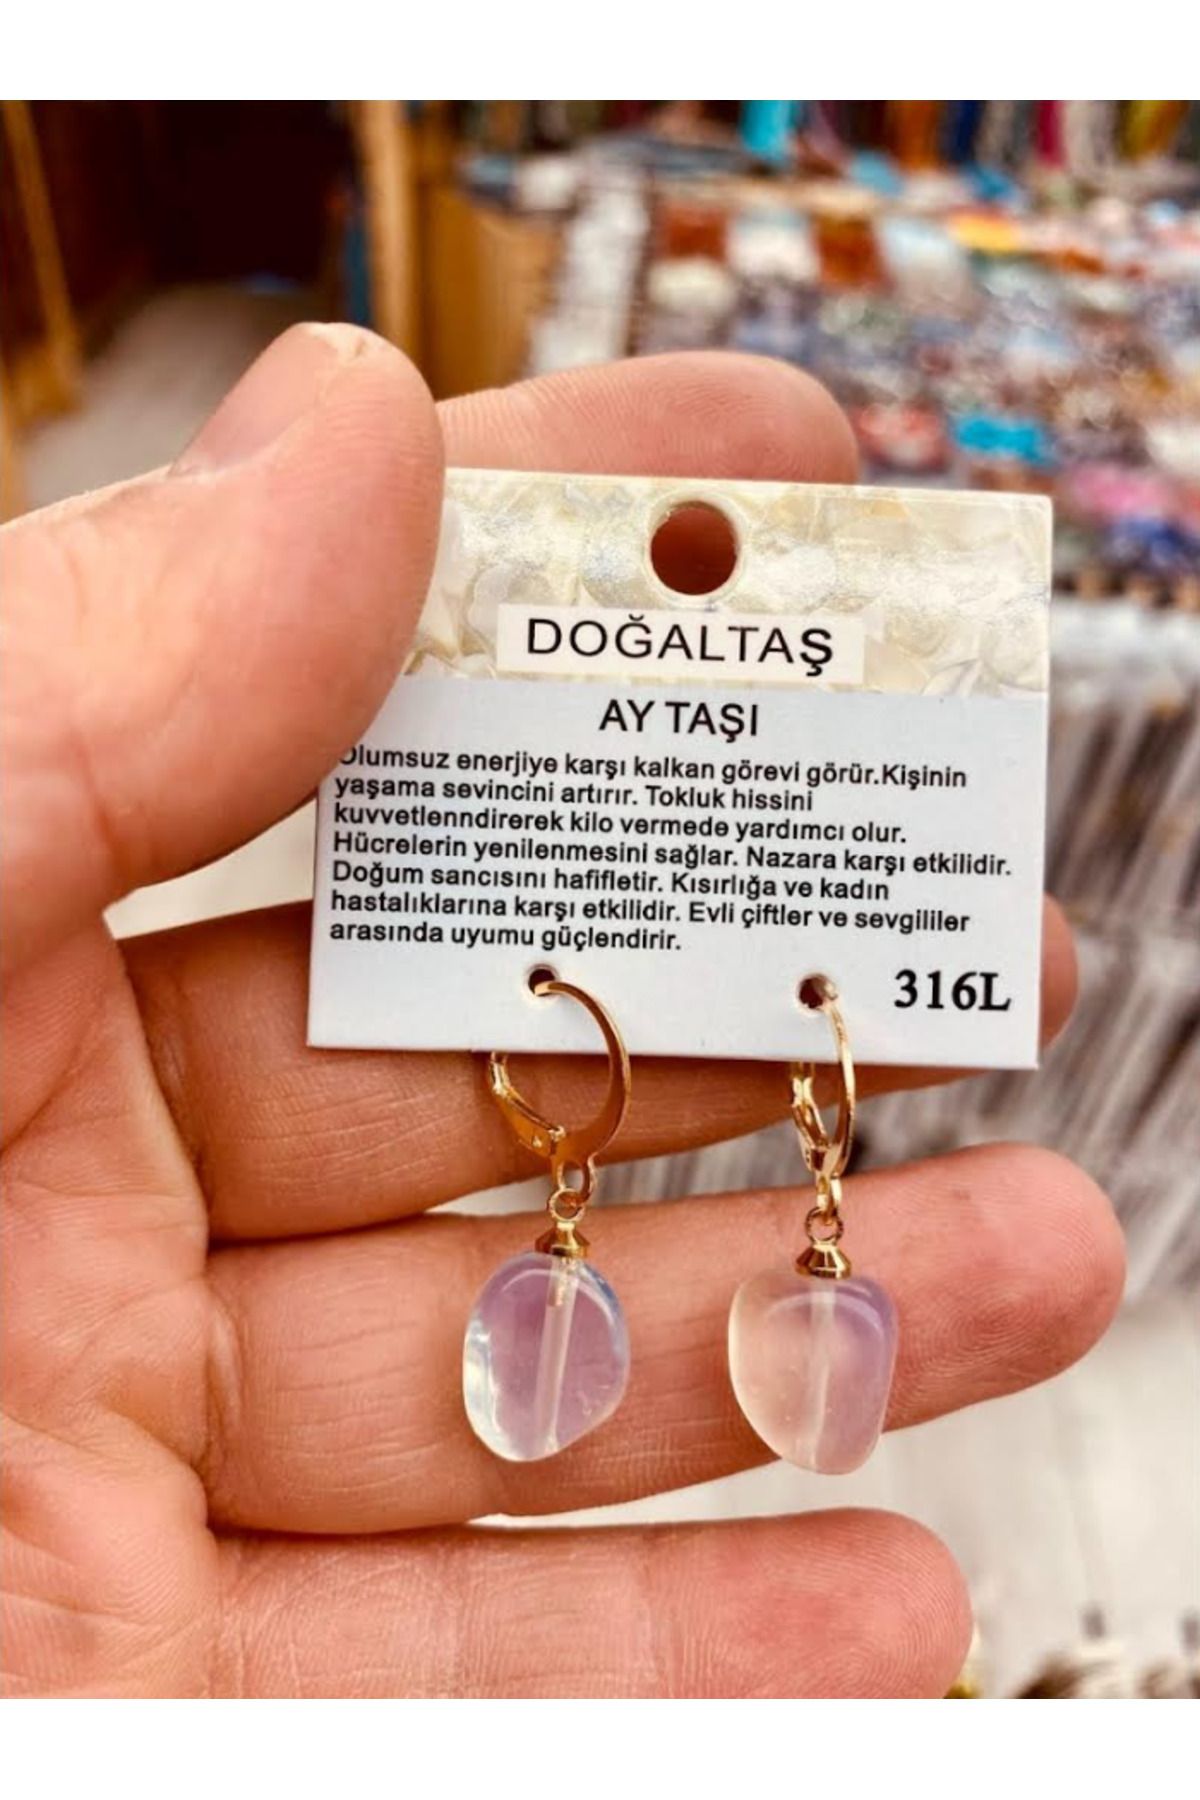 DOĞALTAŞ
AY TAŞI
Olumsuz enerjiye karşı kalkan görevi görür.Kişinin
yaşama sevincini artırır. Tokluk hissini
kuvvetlenndirerek kilo vermede yardımcı olur.
Hücrelerin yenilenmesini sağlar. Nazara karşı etkilidir.
Doğum sancısını hafifletir. Kısırlığa ve kadın
hastalıklarına karşı etkilidir. Evli çiftler ve sevgililer
arasında uyumu güçlendirir.
316L